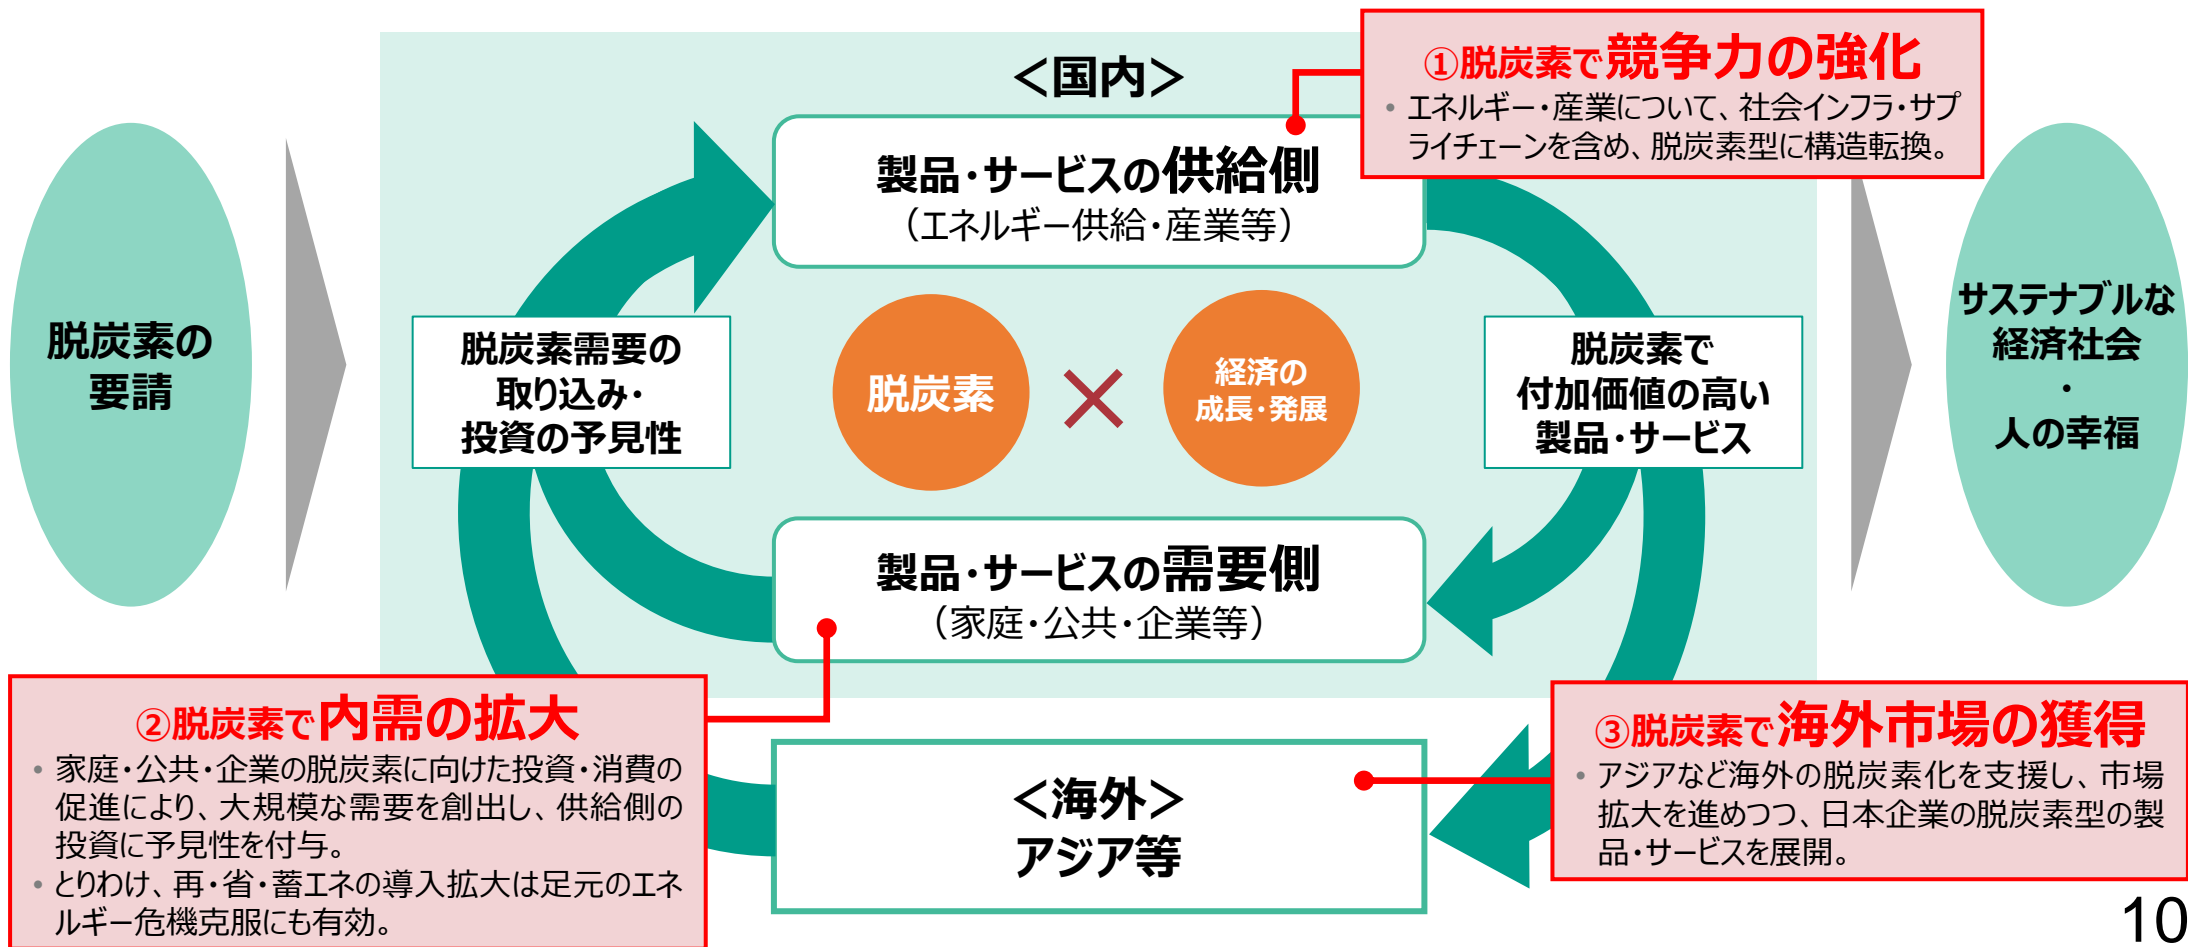 脱炭素の
要請
＜国内＞
①脱炭素で競争力の強化
• エネルギー・産業について、社会インフラ・サプ
ライチェーンを含め、脱炭素型に構造転換。
製品・サービスの供給側
（エネルギー供給・産業等）
脱炭素需要の
取り込み・
投資の予見性
脱炭素
×
経済の
成長・発展
脱炭素で
付加価値の高い
製品・サービス
サステナブルな
経済社会
・
人の幸福
製品・サービスの需要側
（家庭・公共・企業等）
②脱炭素で内需の拡大
• 家庭・公共・企業の脱炭素に向けた投資・消費の
促進により、大規模な需要を創出し、供給側の
投資に予見性を付与。
• とりわけ、再・省・蓄エネの導入拡大は足元のエネ
ルギー危機克服にも有効。
＜海外＞
アジア等
③脱炭素で海外市場の獲得
• アジアなど海外の脱炭素化を支援し、市場
拡大を進めつつ、日本企業の脱炭素型の製
品・サービスを展開。
10